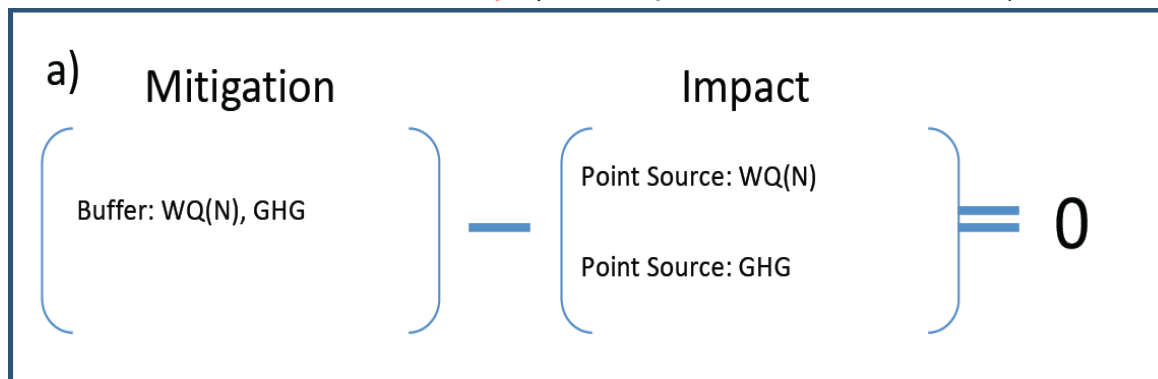 a)
Mitigation
Impact
Buffer: WQ(N), GHG
Point Source: WQ(N)
Point Source: GHG
— = 0